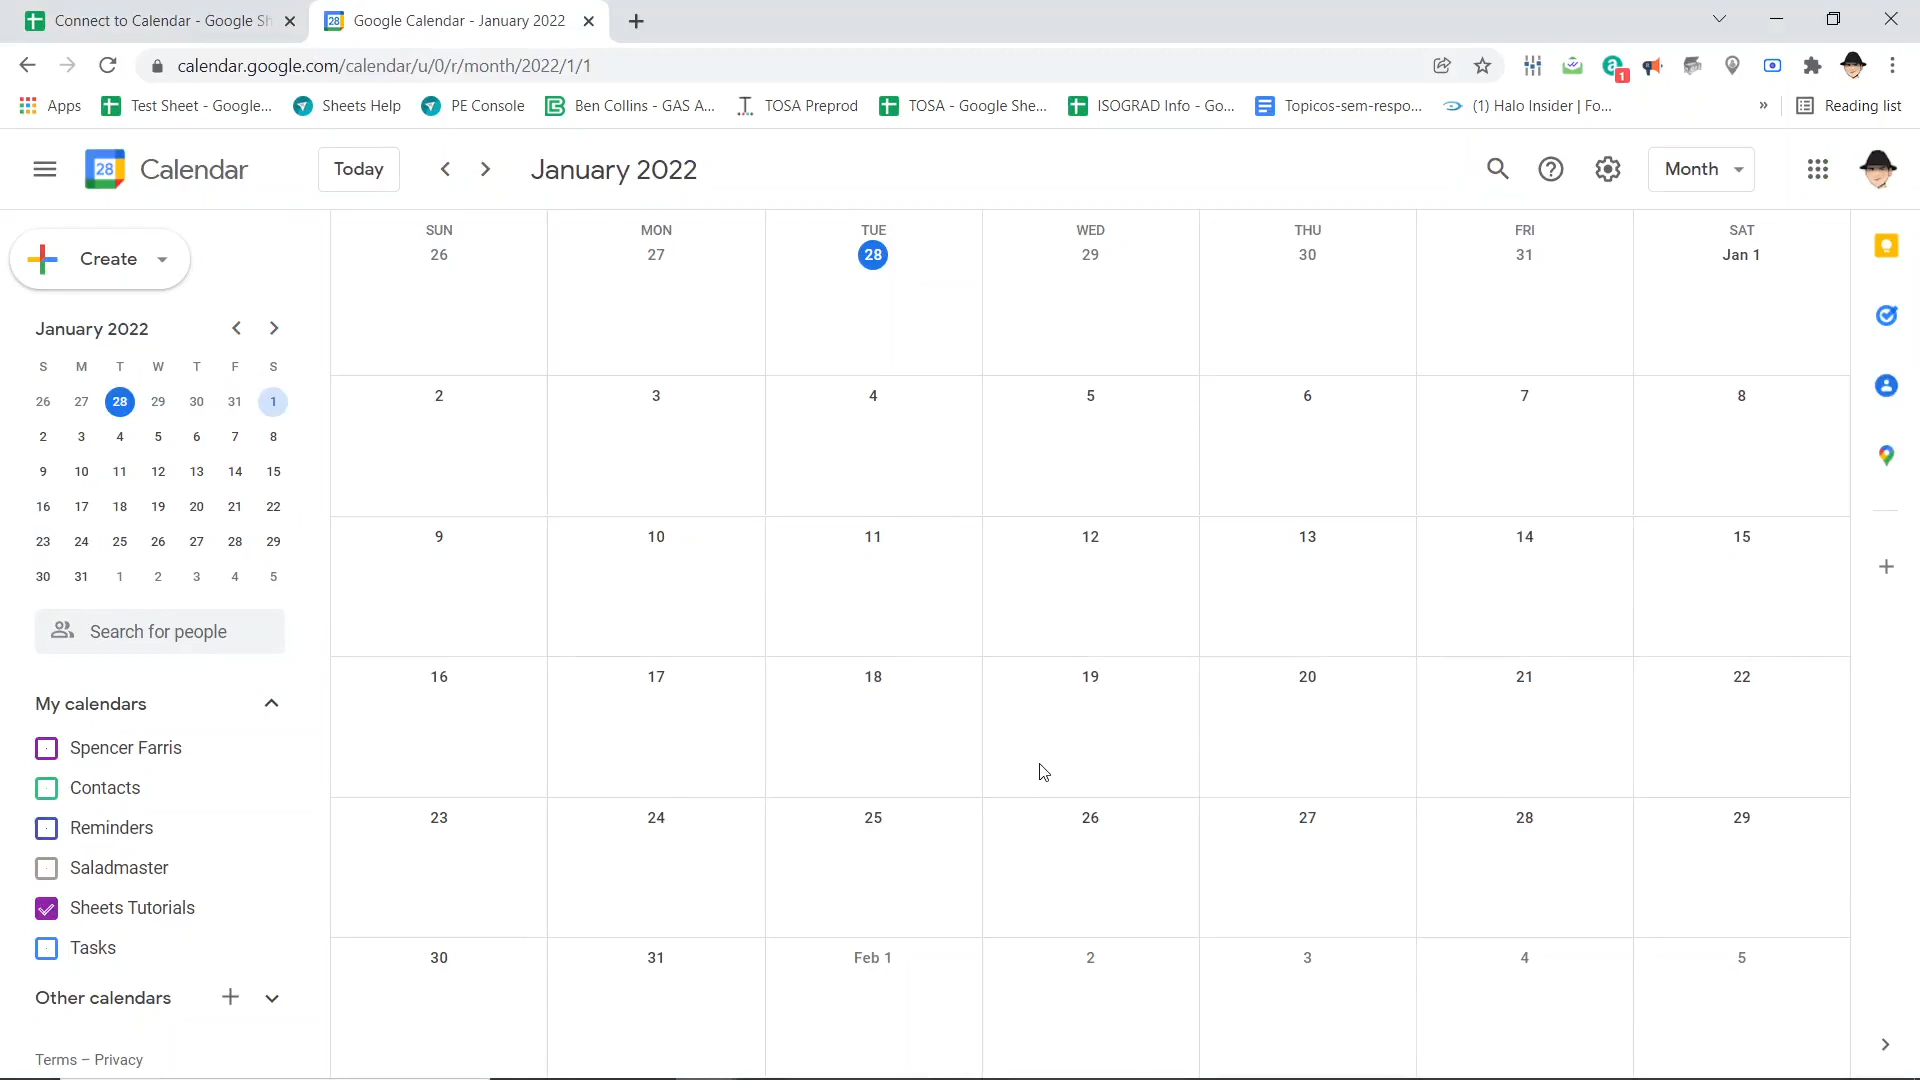 Connect to Calendar - Google Sh
Google Calendar - January 2022
calendar.google.com/calendar/u/0/r/month/2022/1/1
1
Apps
Test Sheet - Google...
Sheets Help
PE Console
Ben Collins - GAS A...
TOSA Preprod
TOSA - Google She...
ISOGRAD Info - Go...
Topicos-sem-respo...
(1) Halo Insider | Fo...
»
Reading list
28
Calendar
Today
January 2022
Month
Create
January 2022
S M T W T F S
26 27 28 29 30 31 1
2 3 4 5 6 7 8
9 10 11 12 13 14 15
16 17 18 19 20 21 22
23 24 25 26 27 28 29
30 31 1 2 3 4 5
Search for people
My calendars
Spencer Farris
Contacts
Reminders
Saladmaster
Sheets Tutorials
Tasks
Other calendars
Terms – Privacy
SUN MON TUE WED THU FRI SAT
26 27 28 29 30 31 Jan 1
2 3 4 5 6 7 8
9 10 11 12 13 14 15
16 17 18 19 20 21 22
23 24 25 26 27 28 29
30 31 Feb 1 2 3 4 5